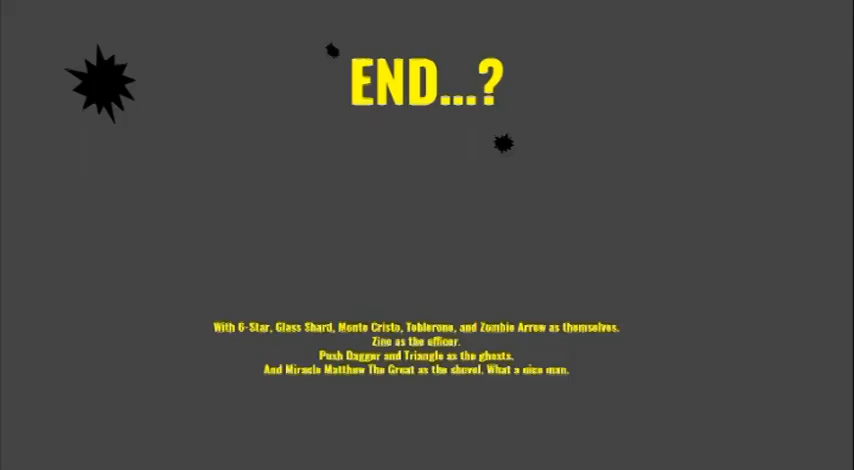 END...?
With 6-Star, Glass Shard, Monte Cristo, Toblerone, and Zombie Arrow as themselves.
Zinc as the officer.
Push Dagger and Triangle as the ghosts.
And Miracle Matthew The Great as the shovel. What a nice man.